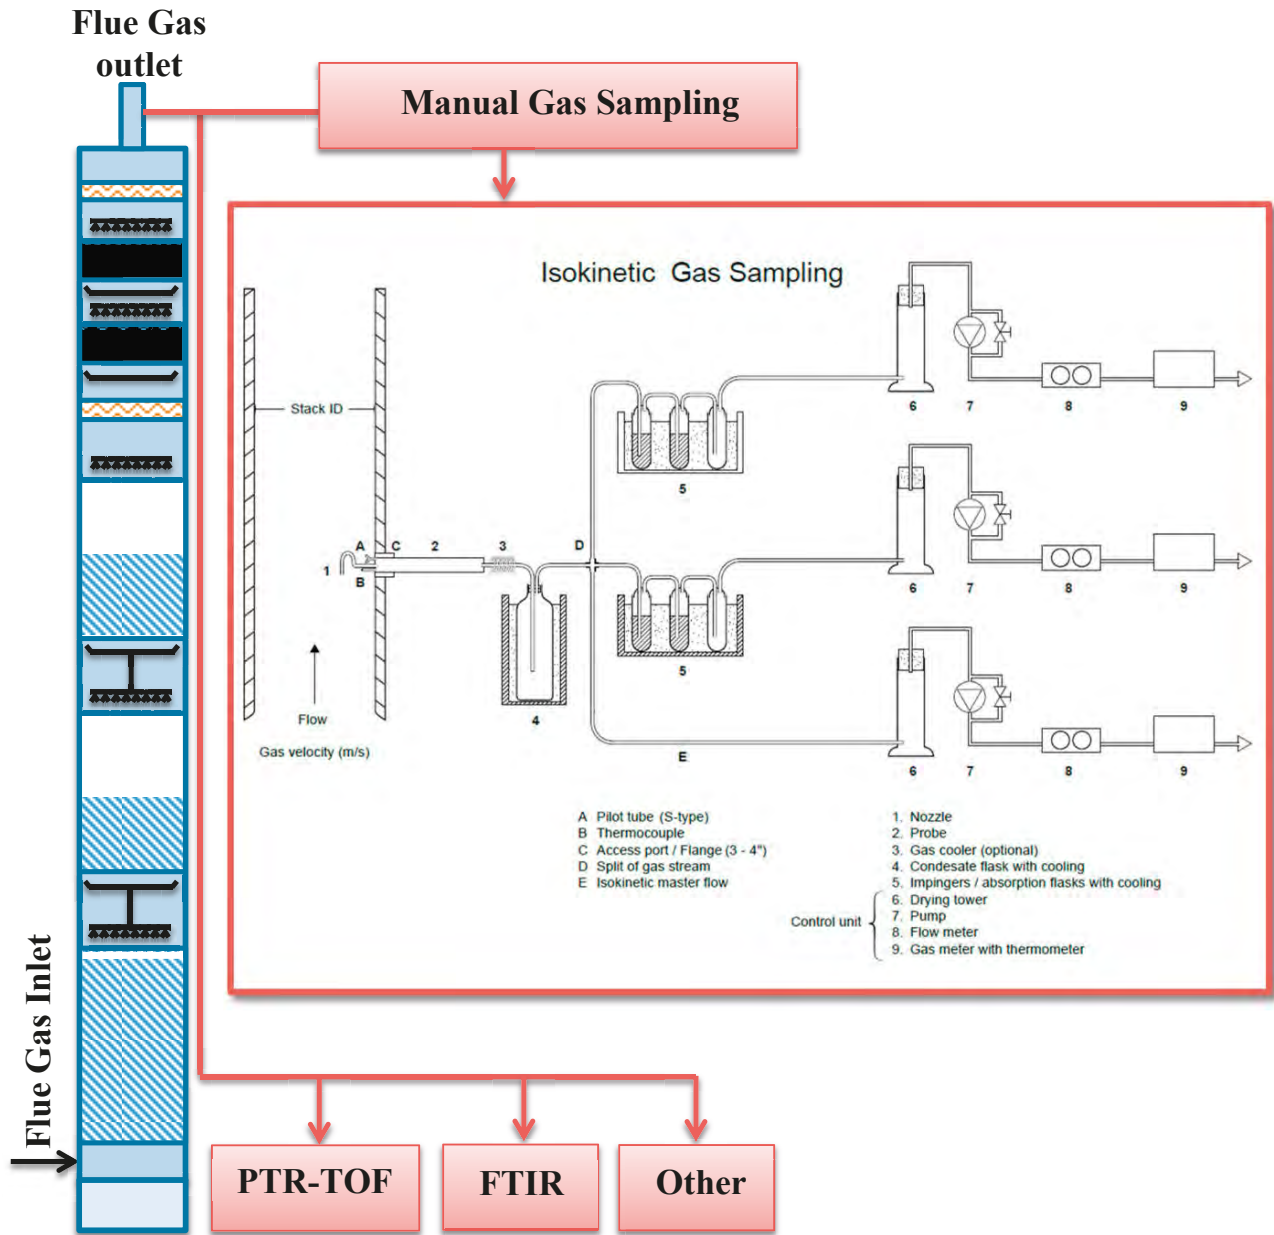 Flue Gas
outlet
Manual Gas Sampling
Isokinetic Gas Sampling
Stack ID
A
C
2
3
D
1
B
Flow
Gas velocity (m/s)
4
5
5
E
6
7
8
9
6
7
8
9
6
7
8
9
A Pilot tube (S-type)
B Thermocouple
C Access port / Flange (3 - 4")
D Split of gas stream
E Isokinetic master flow
1. Nozzle
2. Probe
3. Gas cooler (optional)
4. Condesate flask with cooling
5. Impingers / absorption flasks with cooling
Control unit
6. Drying tower
7. Pump
8. Flow meter
9. Gas meter with thermometer
Flue Gas Inlet
PTR-TOF
FTIR
Other